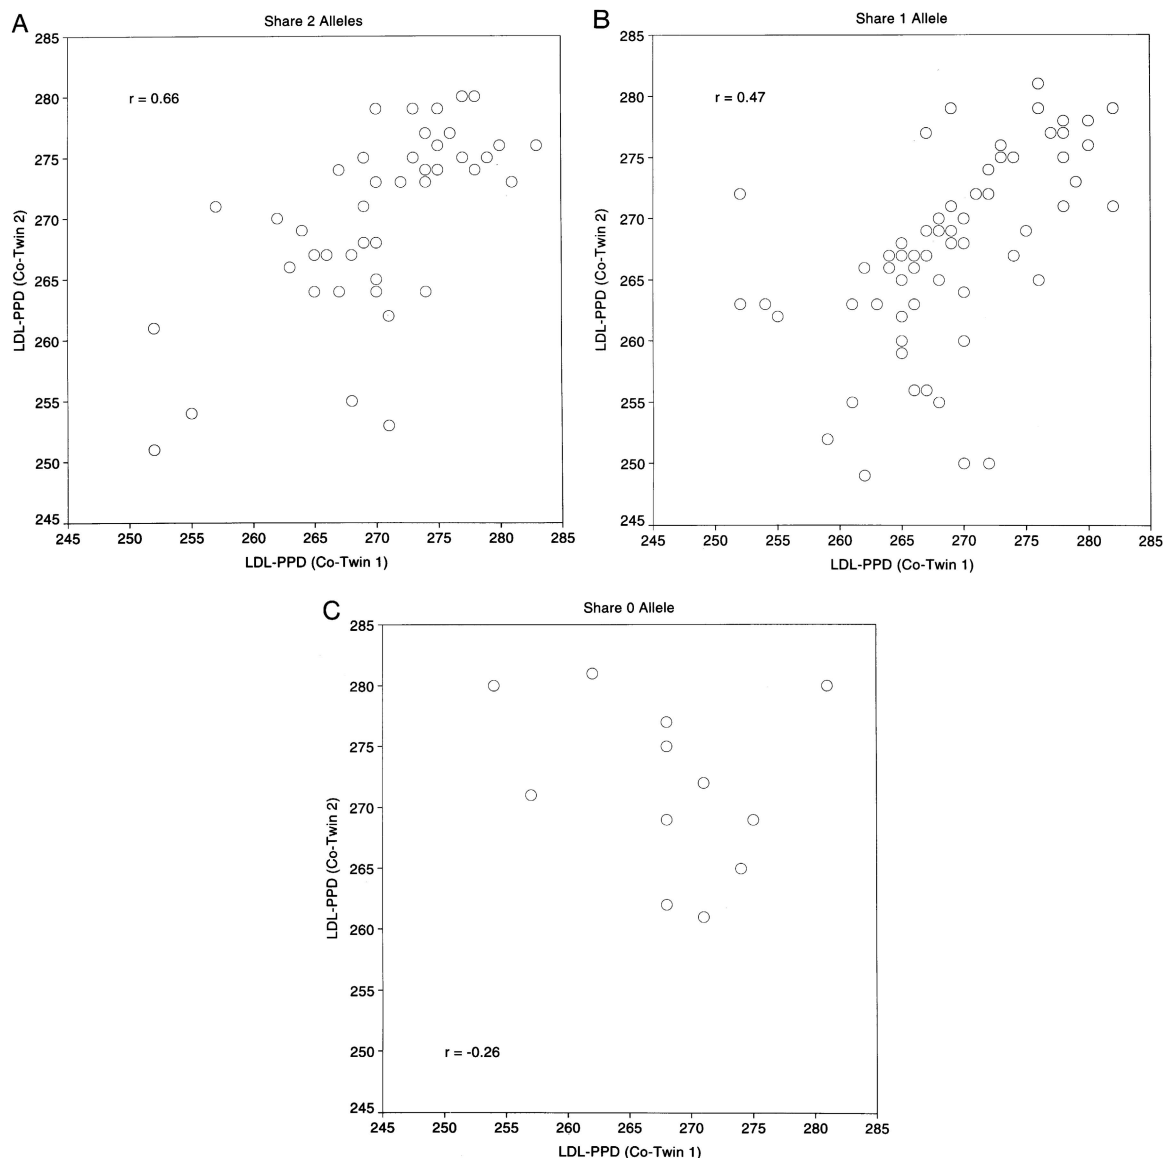 A
Share 2 Alleles
r = 0.66
285
280
275
270
265
260
255
250
245
LDL-PPD (Co-Twin 2)
245 250 255 260 265 270 275 280 285
LDL-PPD (Co-Twin 1)
B
Share 1 Allele
r = 0.47
285
280
275
270
265
260
255
250
245
LDL-PPD (Co-Twin 2)
245 250 255 260 265 270 275 280 285
LDL-PPD (Co-Twin 1)
C
Share 0 Allele
285
280
275
270
265
260
255
250
245
LDL-PPD (Co-Twin 2)
r = -0.26
245 250 255 260 265 270 275 280 285
LDL-PPD (Co-Twin 1)